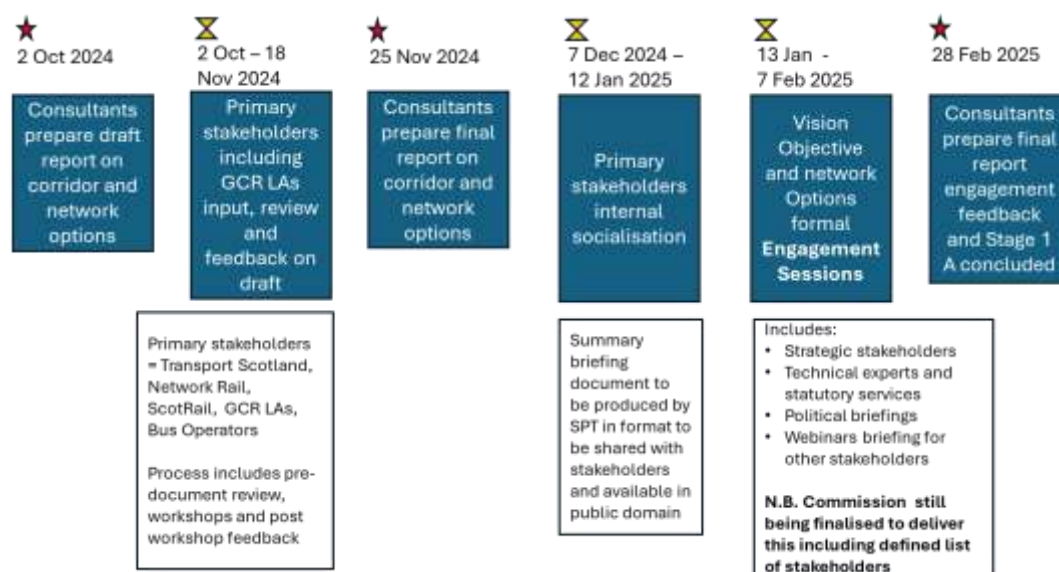 2 Oct 2024
Consultants
prepare draft
report on
corridor and
network
options
2 Oct – 18
Nov 2024
Primary
stakeholders
including
GCR LAs
input, review
and
feedback on
draft
Primary stakeholders
= Transport Scotland,
Network Rail,
ScotRail, GCR LAs,
Bus Operators
Process includes pre-
document review,
workshops and post
workshop feedback
25 Nov 2024
Consultants
prepare final
report on
corridor and
network
options
7 Dec 2024 –
12 Jan 2025
Primary
stakeholders
internal
socialisation
Summary
briefing
document to
be produced by
SPT in format to
be shared with
stakeholders
and available in
public domain
13 Jan -
7 Feb 2025
Vision
Objective
and network
Options
formal
Engagement
Sessions
Includes:
• Strategic stakeholders
• Technical experts and
statutory services
• Political briefings
• Webinars briefing for
other stakeholders
N.B. Commission still
being finalised to deliver
this including defined list
of stakeholders
28 Feb 2025
Consultants
prepare final
report
engagement
feedback
and Stage 1
A concluded